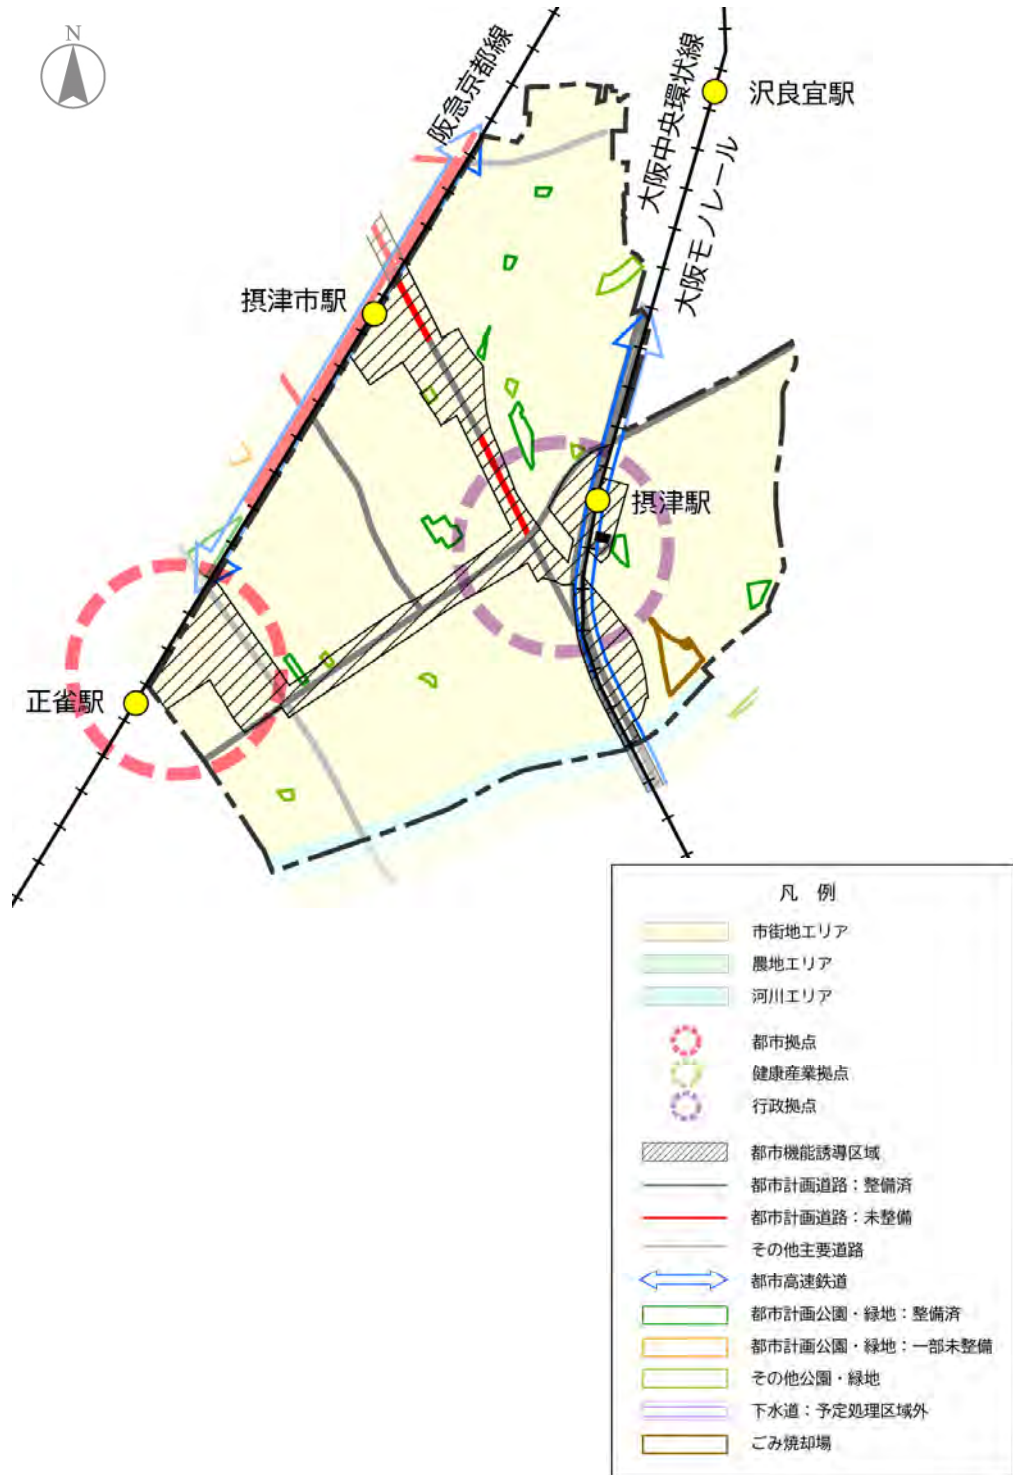 N
阪急京都線
大阪中央環状線
沢良宜駅
大阪モノレール
摂津市駅
摂津駅
正雀駅
凡 例
市街地エリア
農地エリア
河川エリア
都市拠点
健康産業拠点
行政拠点
都市機能誘導区域
都市計画道路：整備済
都市計画道路：未整備
その他主要道路
都市高速鉄道
都市計画公園・緑地：整備済
都市計画公園・緑地：一部未整備
その他公園・緑地
下水道：予定処理区域外
ごみ焼却場